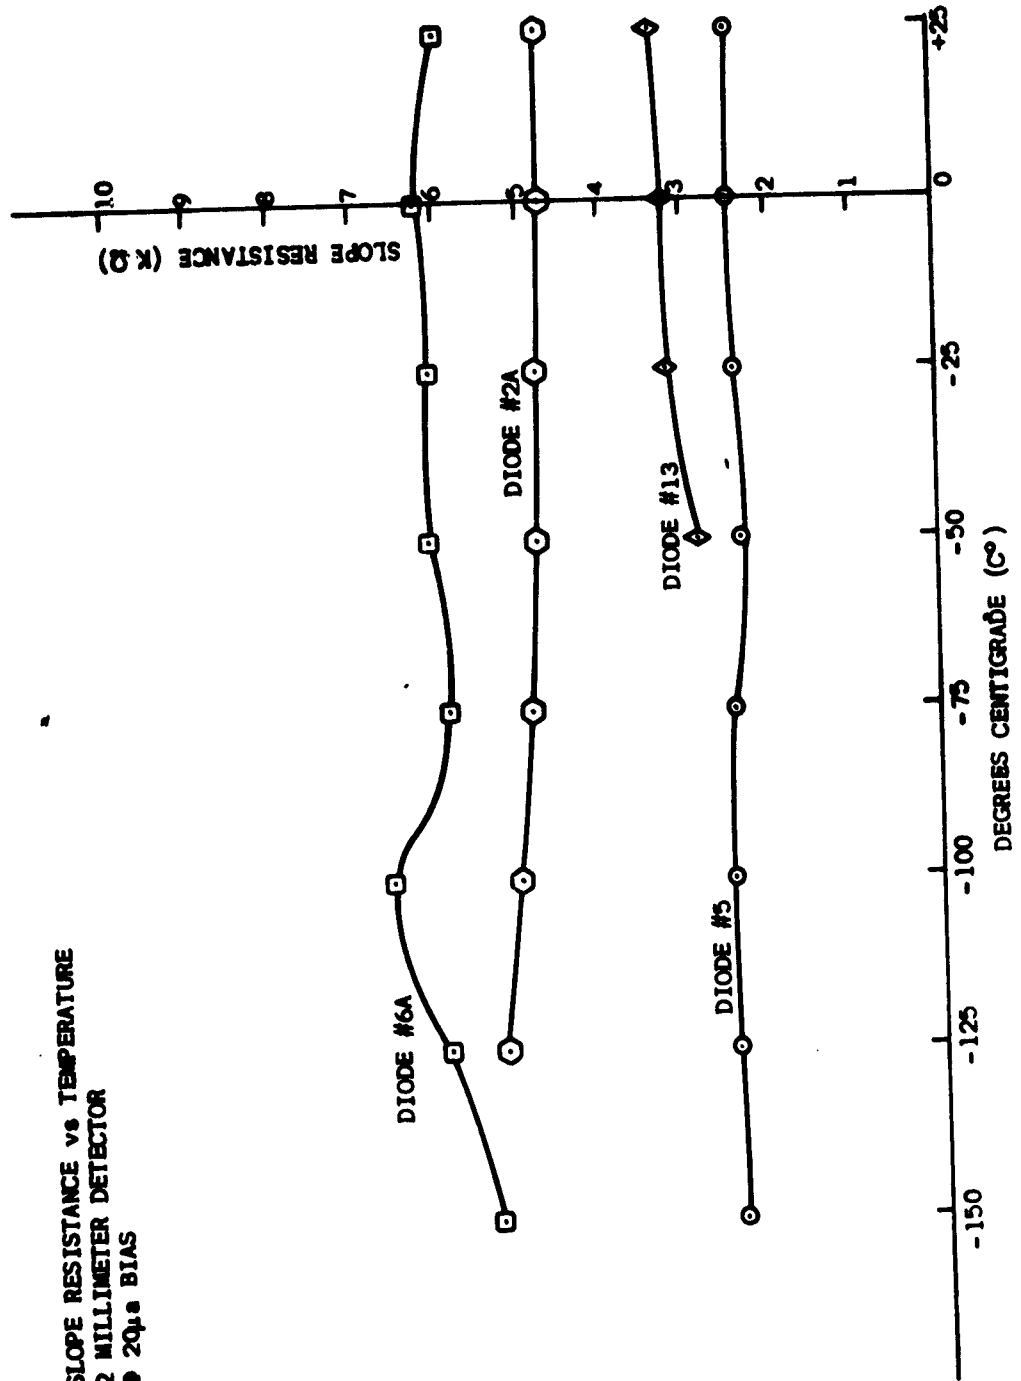 SLOPE RESISTANCE vs TEMPERATURE
2 MILLIMETER DETECTOR
@ 20μa BIAS
SLOPE RESISTANCE (KΩ)
10
9
8
7
6
5
4
3
2
1
0
DIODE #6A
DIODE #2A
DIODE #13
DIODE #5
-150
-125
-100
-75
-50
-25
+25
DEGREES CENTIGRADE (C°)